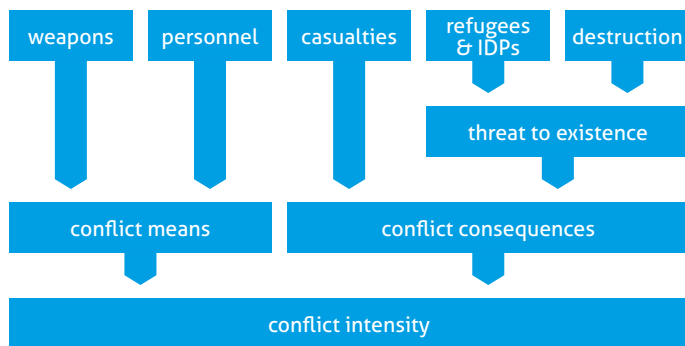 weapons
personnel
casualties
refugees
& IDPs
destruction
threat to existence
conflict means
conflict consequences
conflict intensity